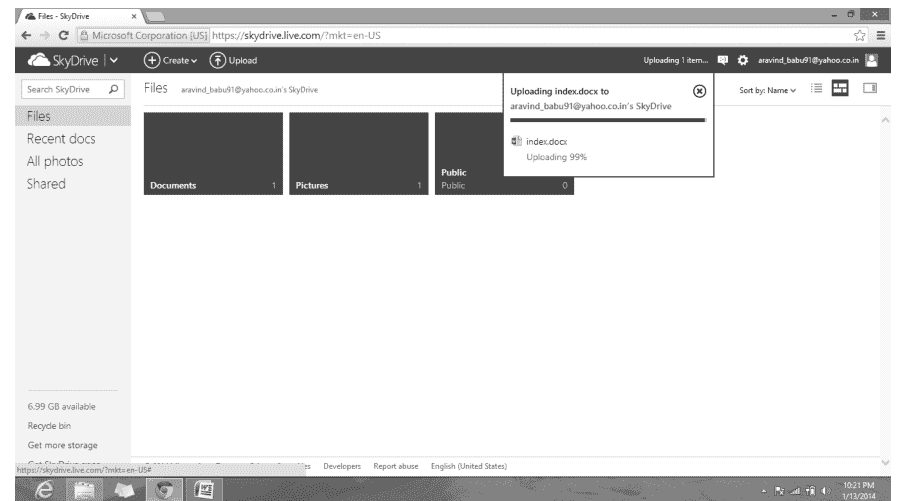 Files - SkyDrive
Microsoft Corporation [US] https://skydrive.live.com/?mkt=en-US
SkyDrive Create Upload Uploading 1 item... aravind_babu91@yahoo.co.in
Search SkyDrive
Files aravind_babu91@yahoo.co.in's SkyDrive
Sort by: Name
Uploading index.docx to
aravind_babu91@yahoo.co.in's SkyDrive
index.docx
Uploading 99%
Files
Recent docs
All photos
Shared
Documents 1
Pictures 1
Public
Public 0
6.99 GB available
Recycle bin
Get more storage
Developers Report abuse English (United States)
https://skydrive.live.com/?mkt=en-US#
10:21 PM
1/13/2014